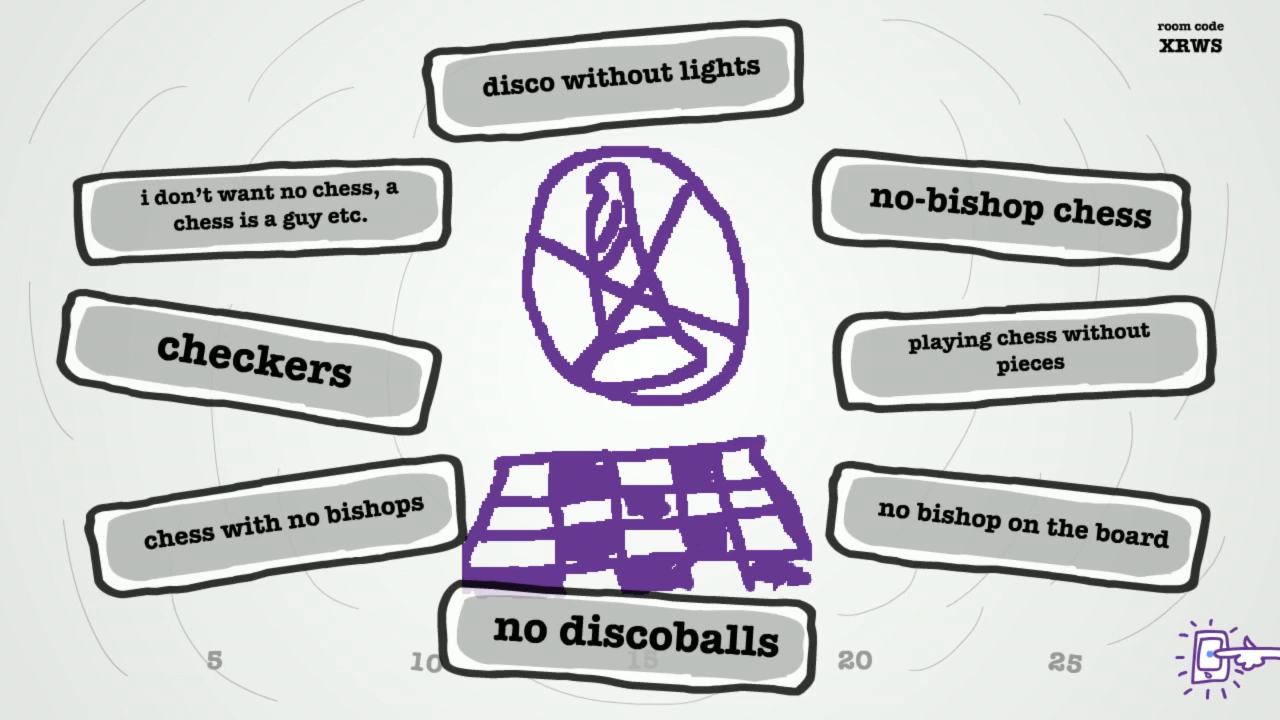 room code
XRWS
disco without lights
i don't want no chess, a
chess is a guy etc.
no-bishop chess
checkers
playing chess without
pieces
chess with no bishops
no bishop on the board
no discoballs
5
10
15
20
25